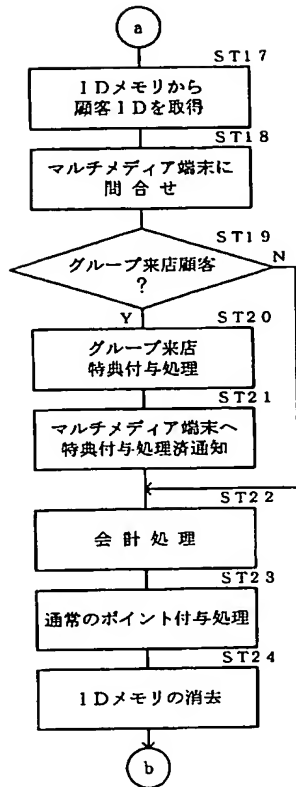 a
ST17
IDメモリから
顧客IDを取得
ST18
マルチメディア端末に
問合せ
ST19
グループ来店顧客
?
N
Y
ST20
グループ来店
特典付与処理
ST21
マルチメディア端末へ
特典付与処理済通知
ST22
会計処理
ST23
通常のポイント付与処理
ST24
IDメモリの消去
b